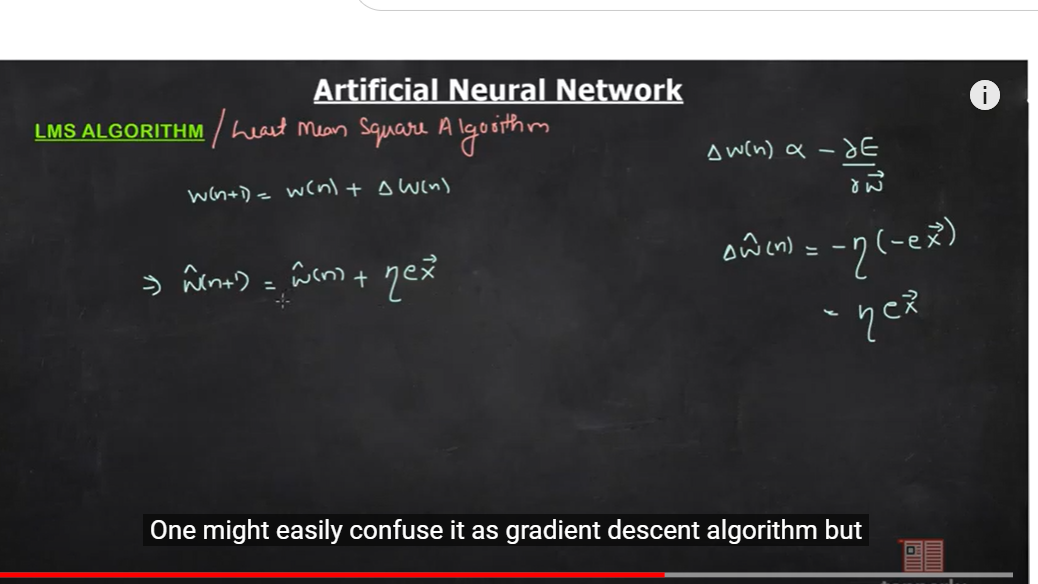 Artificial Neural Network
i
LMS ALGORITHM / Least Mean Square Algorithm
w(n+1) = w(n) + Δw(n)
Δw(n) α − ∂E/∂w⃗
Δŵ(n) = −η(−ex⃗)
⇒ ŵ(n+1) = ŵ(n) + ηex⃗
= ηex⃗
One might easily confuse it as gradient descent algorithm but